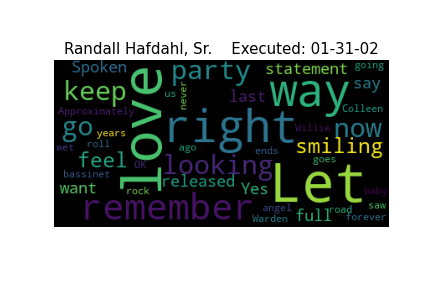 Randall Hafdahl, Sr.    Executed: 01-31-02
Spoken party statement going
keep us never last way say
Approximately love right Colleen
go years ago Willie now
wet roll OK ends smiling
feel looking goes
bassinet released Yes Let baby
want rock angel saw
remember Warden full road forever